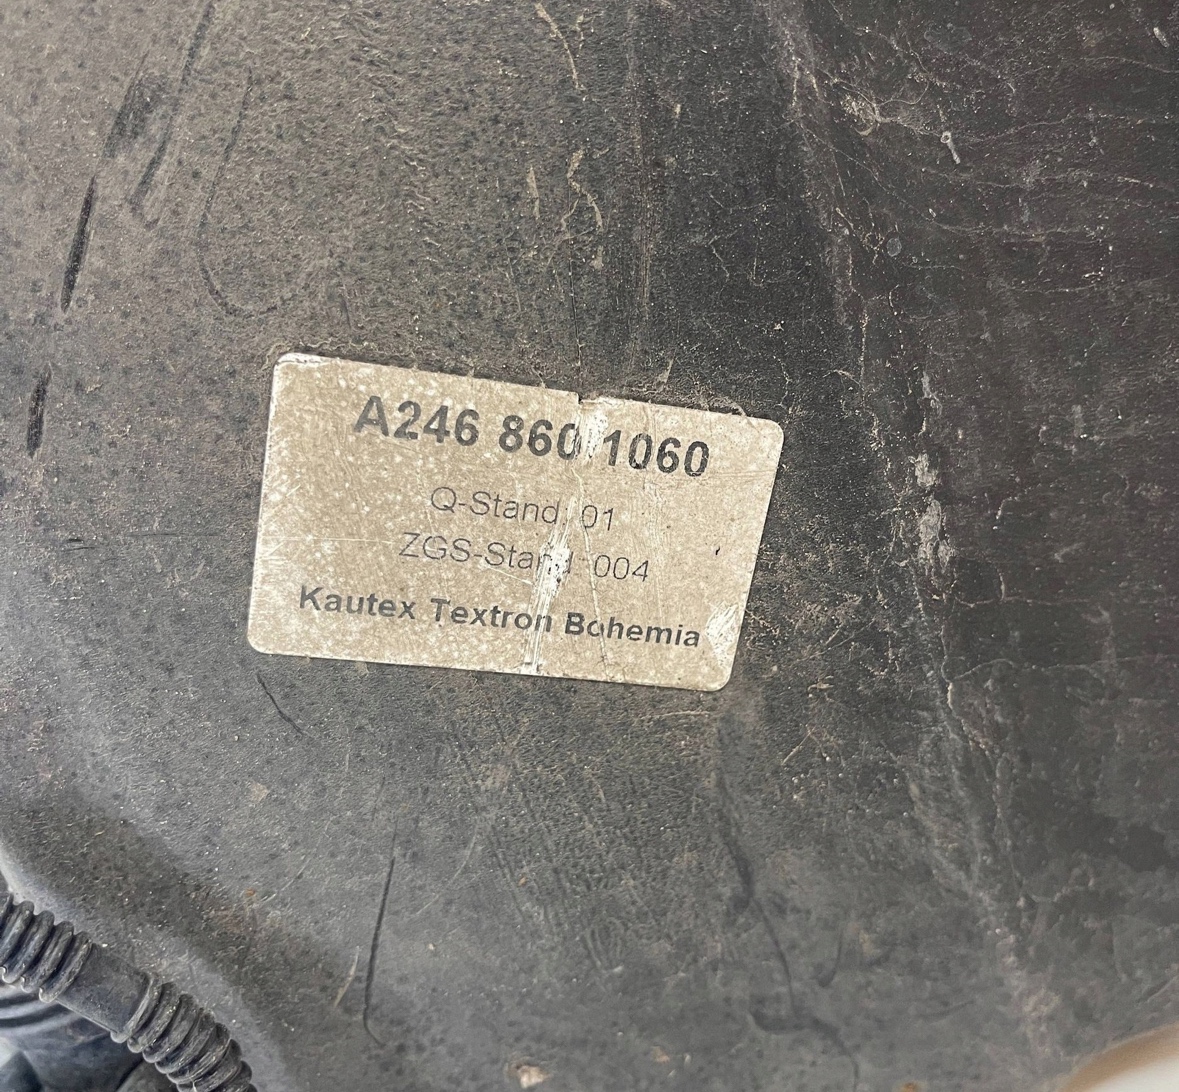 A246 860 1060
Q-Stand: 01
ZGS-Stand: 004
Kautex Textron Bohemia